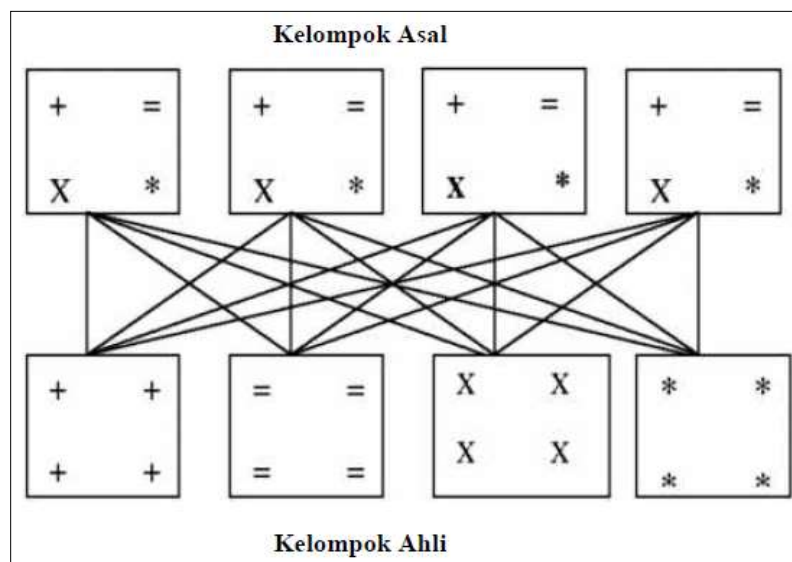 Kelompok Asal
+ = + = + = + =
X * X * X * X *
+ + = = X X * *
+ + = = X X * *
Kelompok Ahli